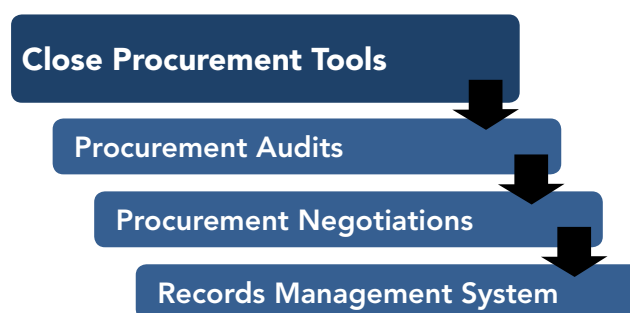 Close Procurement Tools
Procurement Audits
Procurement Negotiations
Records Management System